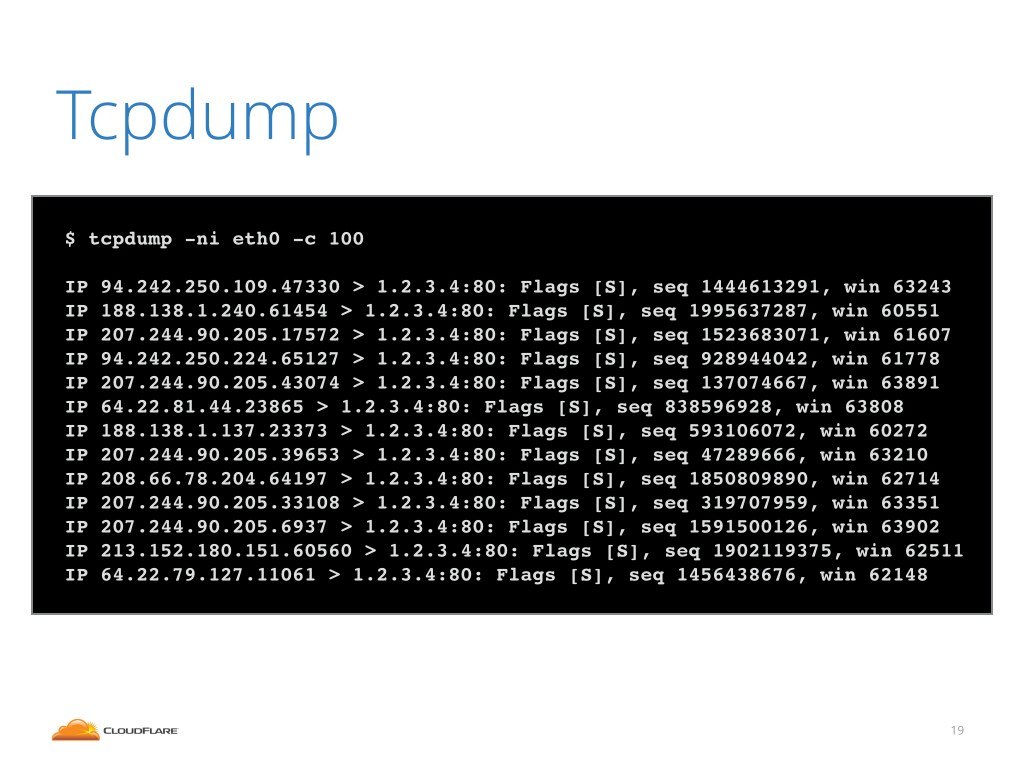 Tcpdump
$ tcpdump -ni eth0 -c 100
IP 94.242.250.109.47330 > 1.2.3.4:80: Flags [S], seq 1444613291, win 63243
IP 188.138.1.240.61454 > 1.2.3.4:80: Flags [S], seq 1995637287, win 60551
IP 207.244.90.205.17572 > 1.2.3.4:80: Flags [S], seq 1523683071, win 61607
IP 94.242.250.224.65127 > 1.2.3.4:80: Flags [S], seq 928944042, win 61778
IP 207.244.90.205.43074 > 1.2.3.4:80: Flags [S], seq 137074667, win 63891
IP 64.22.81.44.23865 > 1.2.3.4:80: Flags [S], seq 838596928, win 63808
IP 188.138.1.137.23373 > 1.2.3.4:80: Flags [S], seq 593106072, win 60272
IP 207.244.90.205.39653 > 1.2.3.4:80: Flags [S], seq 47289666, win 63210
IP 208.66.78.204.64197 > 1.2.3.4:80: Flags [S], seq 1850809890, win 62714
IP 207.244.90.205.33108 > 1.2.3.4:80: Flags [S], seq 319707959, win 63351
IP 207.244.90.205.6937 > 1.2.3.4:80: Flags [S], seq 1591500126, win 63902
IP 213.152.180.151.60560 > 1.2.3.4:80: Flags [S], seq 1902119375, win 62511
IP 64.22.79.127.11061 > 1.2.3.4:80: Flags [S], seq 1456438676, win 62148
CLOUDFLARE
19